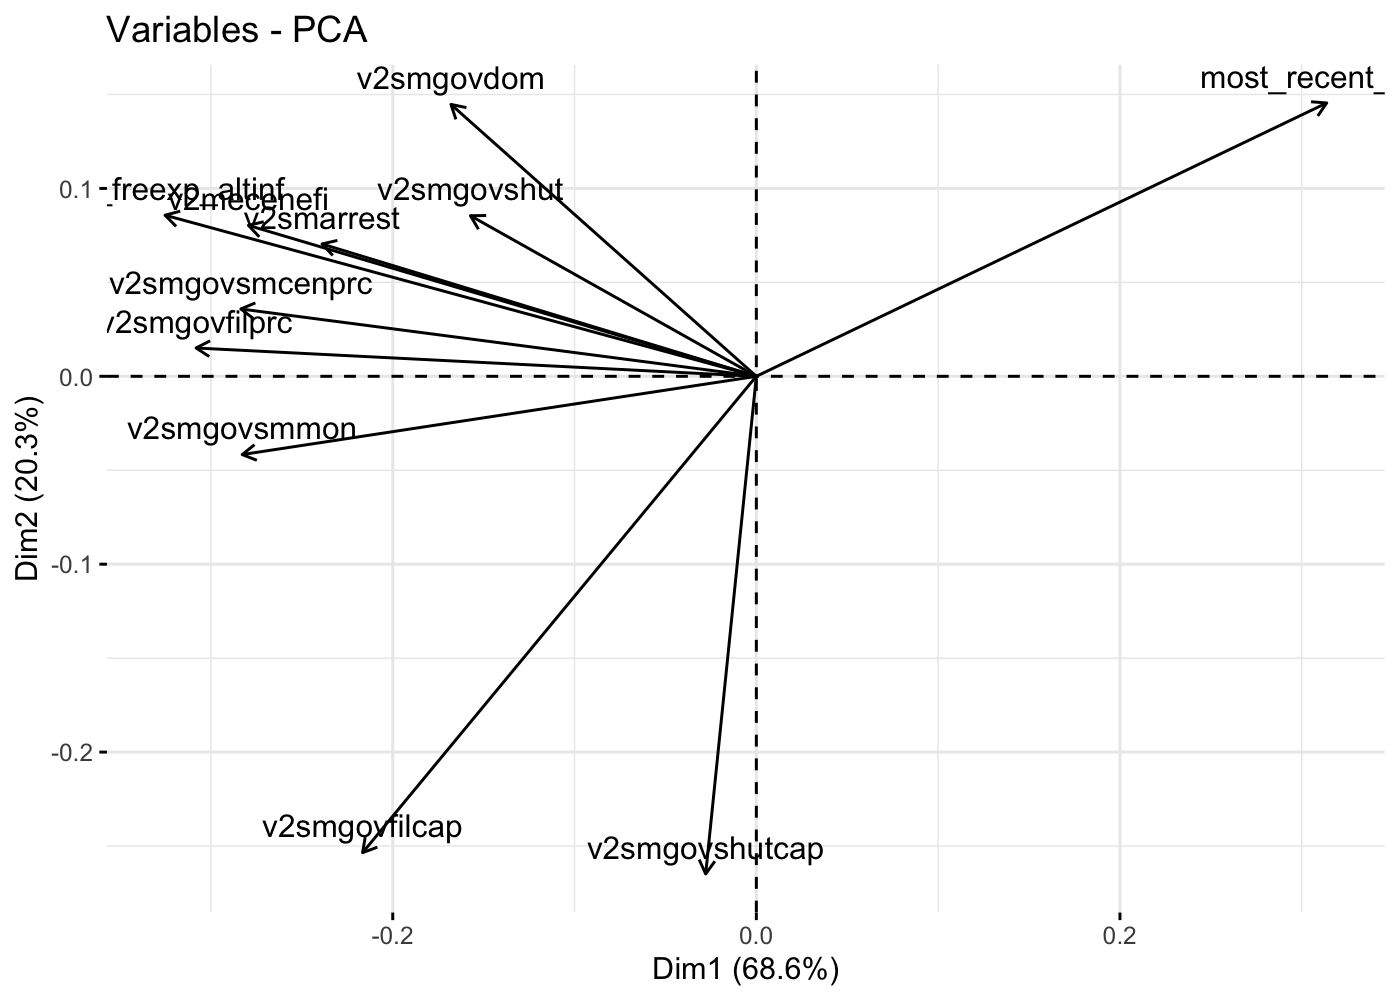 Variables - PCA
v2smgovdom
most_recent_
freexp_altinf
v2mecenefi
v2smgovshut
v2smarrest
v2smgovsmcenprc
v2smgovfilprc
v2smgovsmmon
v2smgovfilcap
v2smgovshutcap
0.1
0.0
-0.1
-0.2
-0.2
0.0
0.2
Dim1 (68.6%)
Dim2 (20.3%)